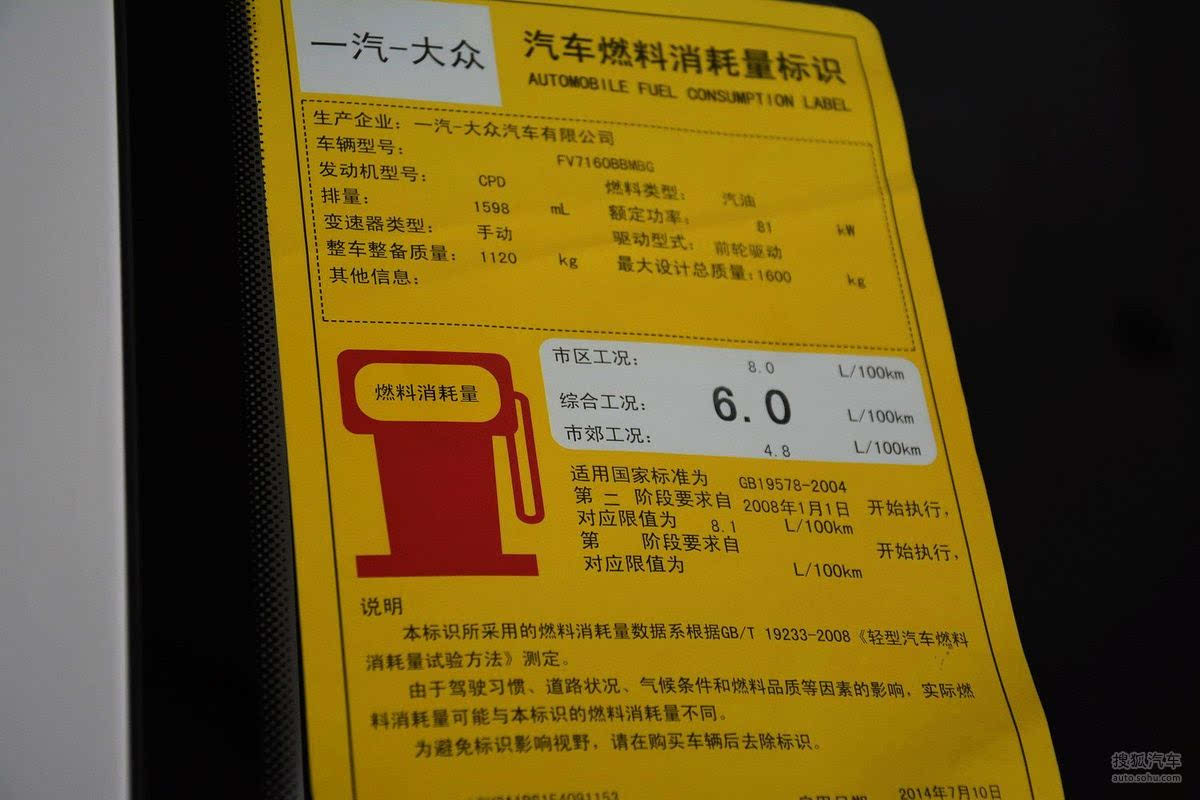 一汽-大众
汽车燃料消耗量标识
AUTOMOBILE FUEL CONSUMPTION LABEL
生产企业: 一汽-大众汽车有限公司
车辆型号: FV7160BBMBG
发动机型号: CPD 燃料类型: 汽油
排量: 1598 mL 额定功率: 81 kW
变速器类型: 手动 驱动型式: 前轮驱动
整车整备质量: 1120 kg 最大设计总质量: 1600 kg
其他信息:
燃料消耗量
市区工况: 8.0 L/100km
综合工况: 6.0 L/100km
市郊工况: 4.8 L/100km
适用国家标准为 GB19578-2004
第 二 阶段要求自 2008年1月1日 开始执行,
对应限值为 8.1 L/100km
第 阶段要求自 开始执行,
对应限值为 L/100km
说明
本标识所采用的燃料消耗量数据系根据GB/T 19233-2008《轻型汽车燃料
消耗量试验方法》测定。
由于驾驶习惯、道路状况、气候条件和燃料品质等因素的影响, 实际燃
料消耗量可能与本标识的燃料消耗量不同。
为避免标识影响视野, 请在购买车辆后去除标识。
2014年7月10日
搜狐汽车
auto.sohu.com